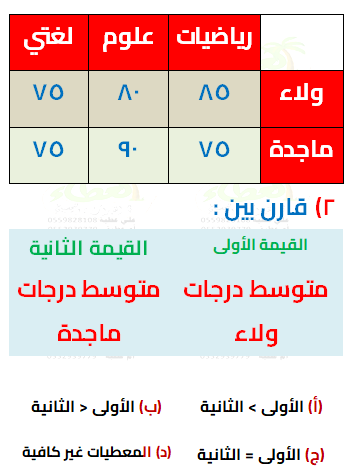 رياضيات علوم لغتي
ولاء ٨٥ ٨٠ ٧٥
ماجدة ٧٥ ٩٠ ٧٥
٢) قارن بين :
القيمة الأولى القيمة الثانية
متوسط درجات متوسط درجات
ولاء ماجدة
(أ) الأولى > الثانية (ب) الأولى < الثانية
(ج) الأولى = الثانية (د) المعطيات غير كافية